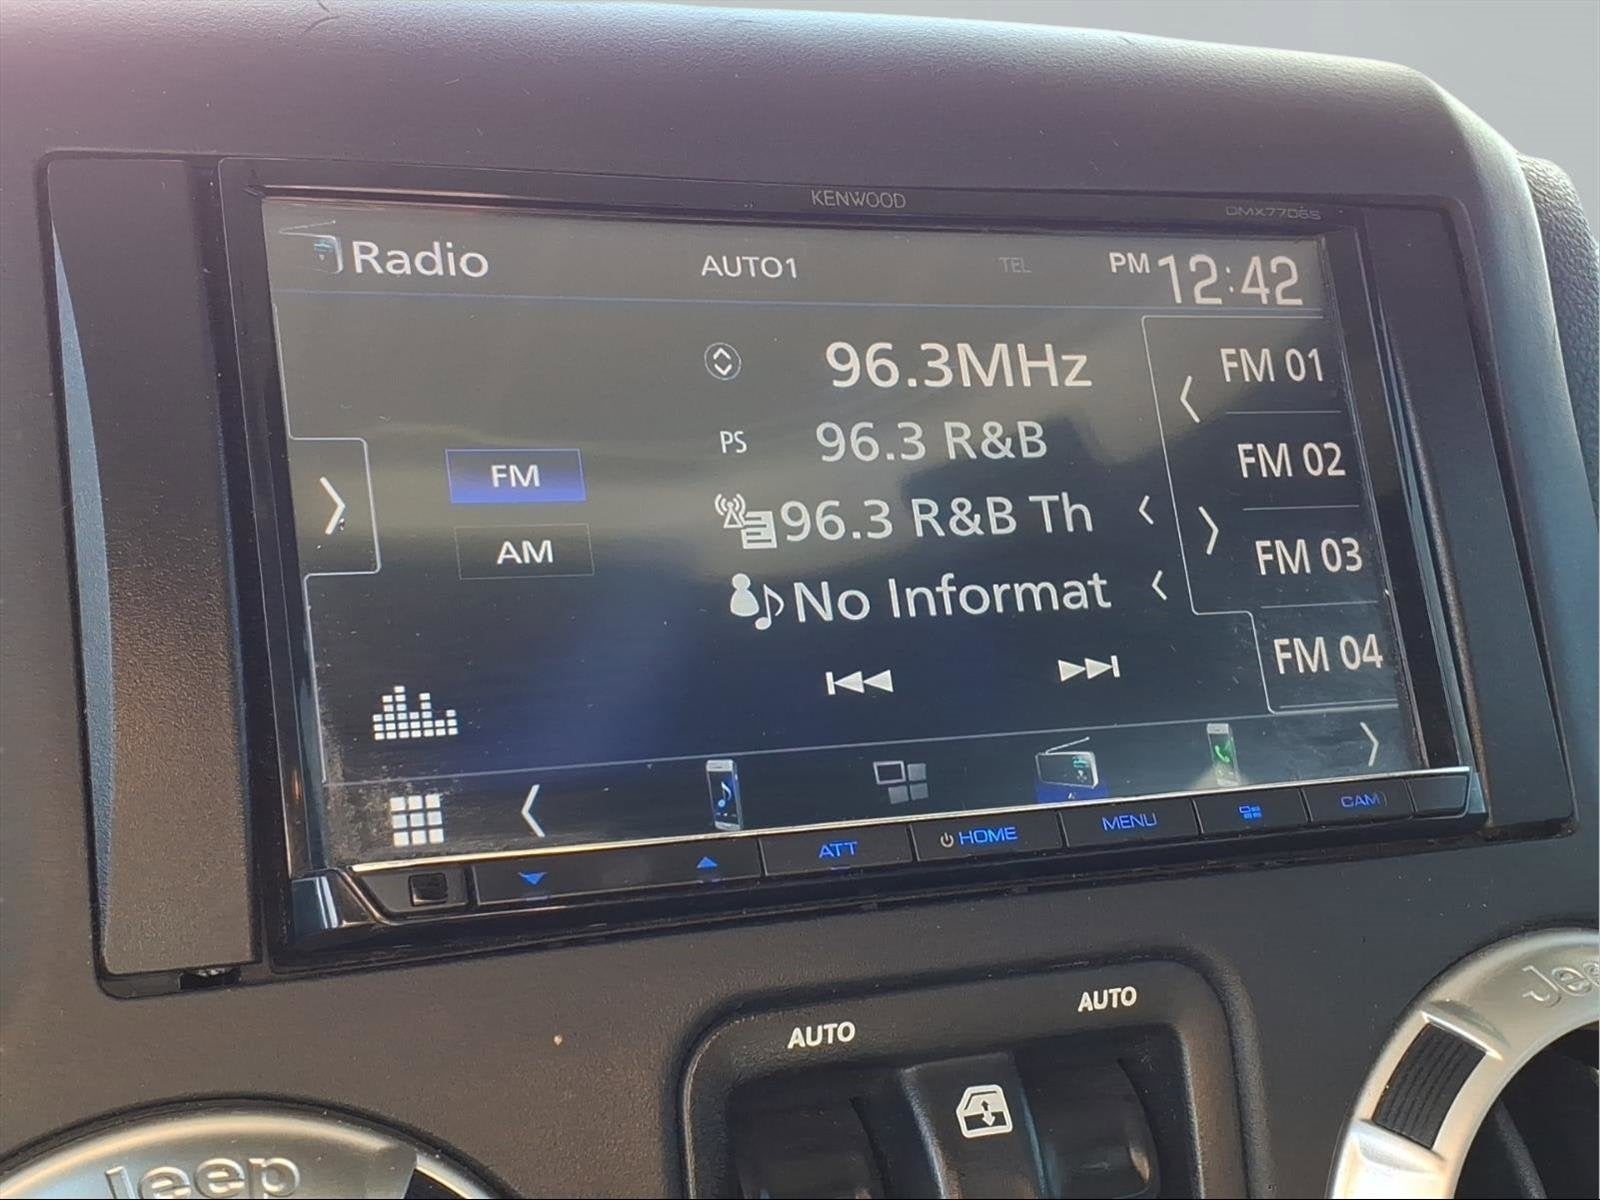 KENWOOD
DMX7706S
Radio
AUTO1
TEL
PM 12:42
96.3MHz
FM 01
PS 96.3 R&B
FM 02
FM
96.3 R&B Th
AM
FM 03
No Informat
FM 04
ATT
HOME
MENU
CAM
AUTO
AUTO
Jeep
Jeep